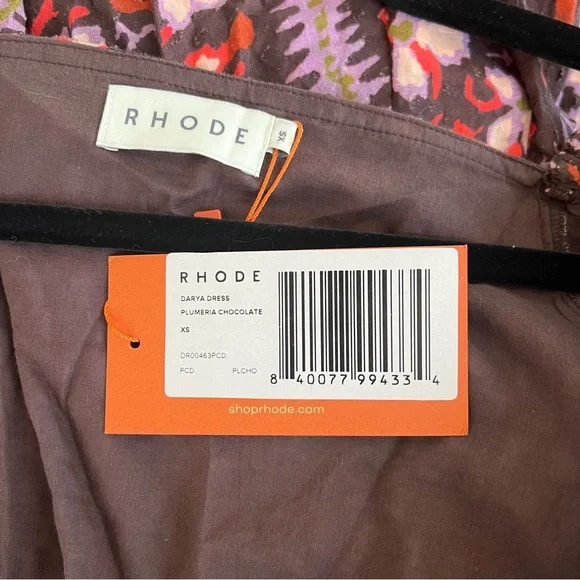 RHODE
XS
RHODE
DARYA DRESS
PLUMERIA CHOCOLATE
XS
DR00463PCD
PCD PLCHO
8 40077 99433 4
shoprhode.com